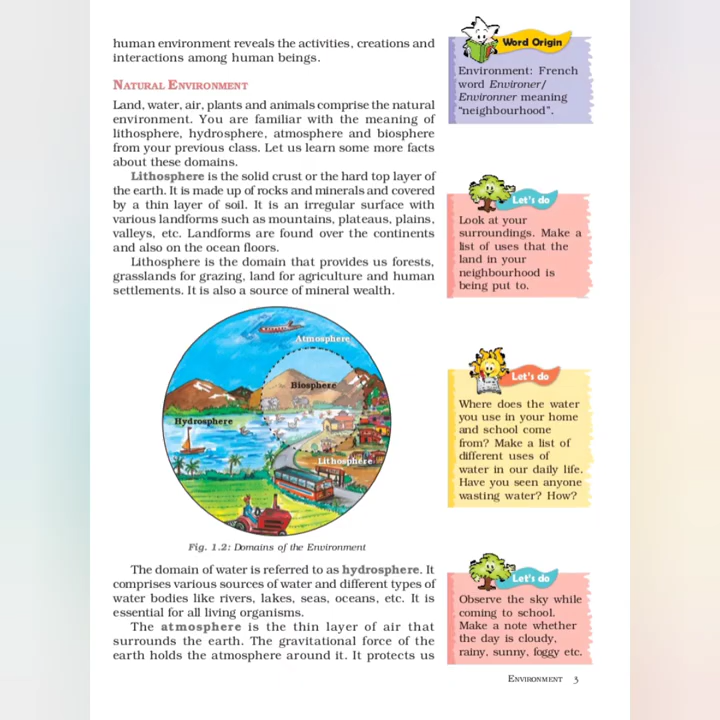 human environment reveals the activities, creations and
interactions among human beings.
NATURAL ENVIRONMENT
Land, water, air, plants and animals comprise the natural
environment. You are familiar with the meaning of
lithosphere, hydrosphere, atmosphere and biosphere
from your previous class. Let us learn some more facts
about these domains.
Lithosphere is the solid crust or the hard top layer of
the earth. It is made up of rocks and minerals and covered
by a thin layer of soil. It is an irregular surface with
various landforms such as mountains, plateaus, plains,
valleys, etc. Landforms are found over the continents
and also on the ocean floors.
Lithosphere is the domain that provides us forests,
grasslands for grazing, land for agriculture and human
settlements. It is also a source of mineral wealth.
Atmosphere
Biosphere
Hydrosphere
Lithosphere
Fig. 1.2: Domains of the Environment
The domain of water is referred to as hydrosphere. It
comprises various sources of water and different types of
water bodies like rivers, lakes, seas, oceans, etc. It is
essential for all living organisms.
The atmosphere is the thin layer of air that
surrounds the earth. The gravitational force of the
earth holds the atmosphere around it. It protects us
Word Origin
Environment: French
word Environer/
Environner meaning
“neighbourhood”.
Let's do
Look at your
surroundings. Make a
list of uses that the
land in your
neighbourhood is
being put to.
Let's do
Where does the water
you use in your home
and school come
from? Make a list of
different uses of
water in our daily life.
Have you seen anyone
wasting water? How?
Let's do
Observe the sky while
coming to school.
Make a note whether
the day is cloudy,
rainy, sunny, foggy etc.
ENVIRONMENT 3